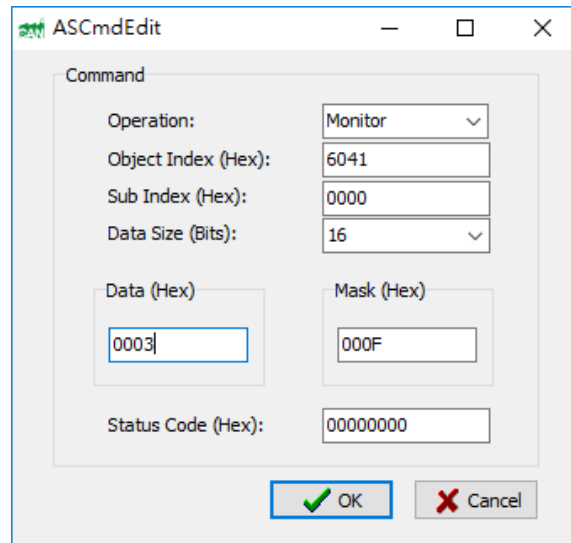 ASCmdEdit
Command
Operation: Monitor
Object Index (Hex): 6041
Sub Index (Hex): 0000
Data Size (Bits): 16
Data (Hex) Mask (Hex)
0003 000F
Status Code (Hex): 00000000
OK Cancel